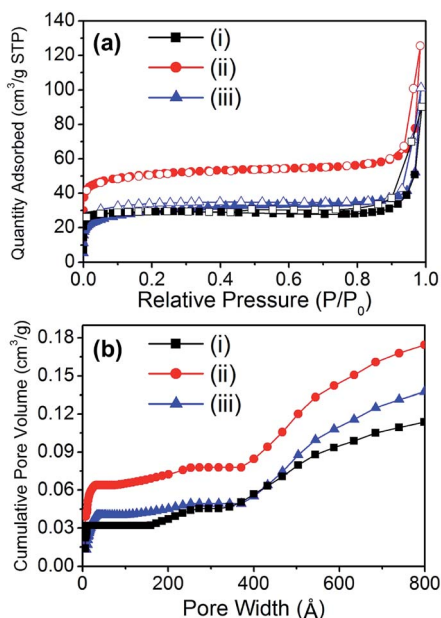 (a)
(i)
(ii)
(iii)
Quantity Adsorbed (cm³/g STP)
140
120
100
80
60
40
20
0
0.0 0.2 0.4 0.6 0.8 1.0
Relative Pressure (P/P₀)
(b)
(i)
(ii)
(iii)
Cumulative Pore Volume (cm³/g)
0.18
0.15
0.12
0.09
0.06
0.03
0.00
0 200 400 600 800
Pore Width (Å)